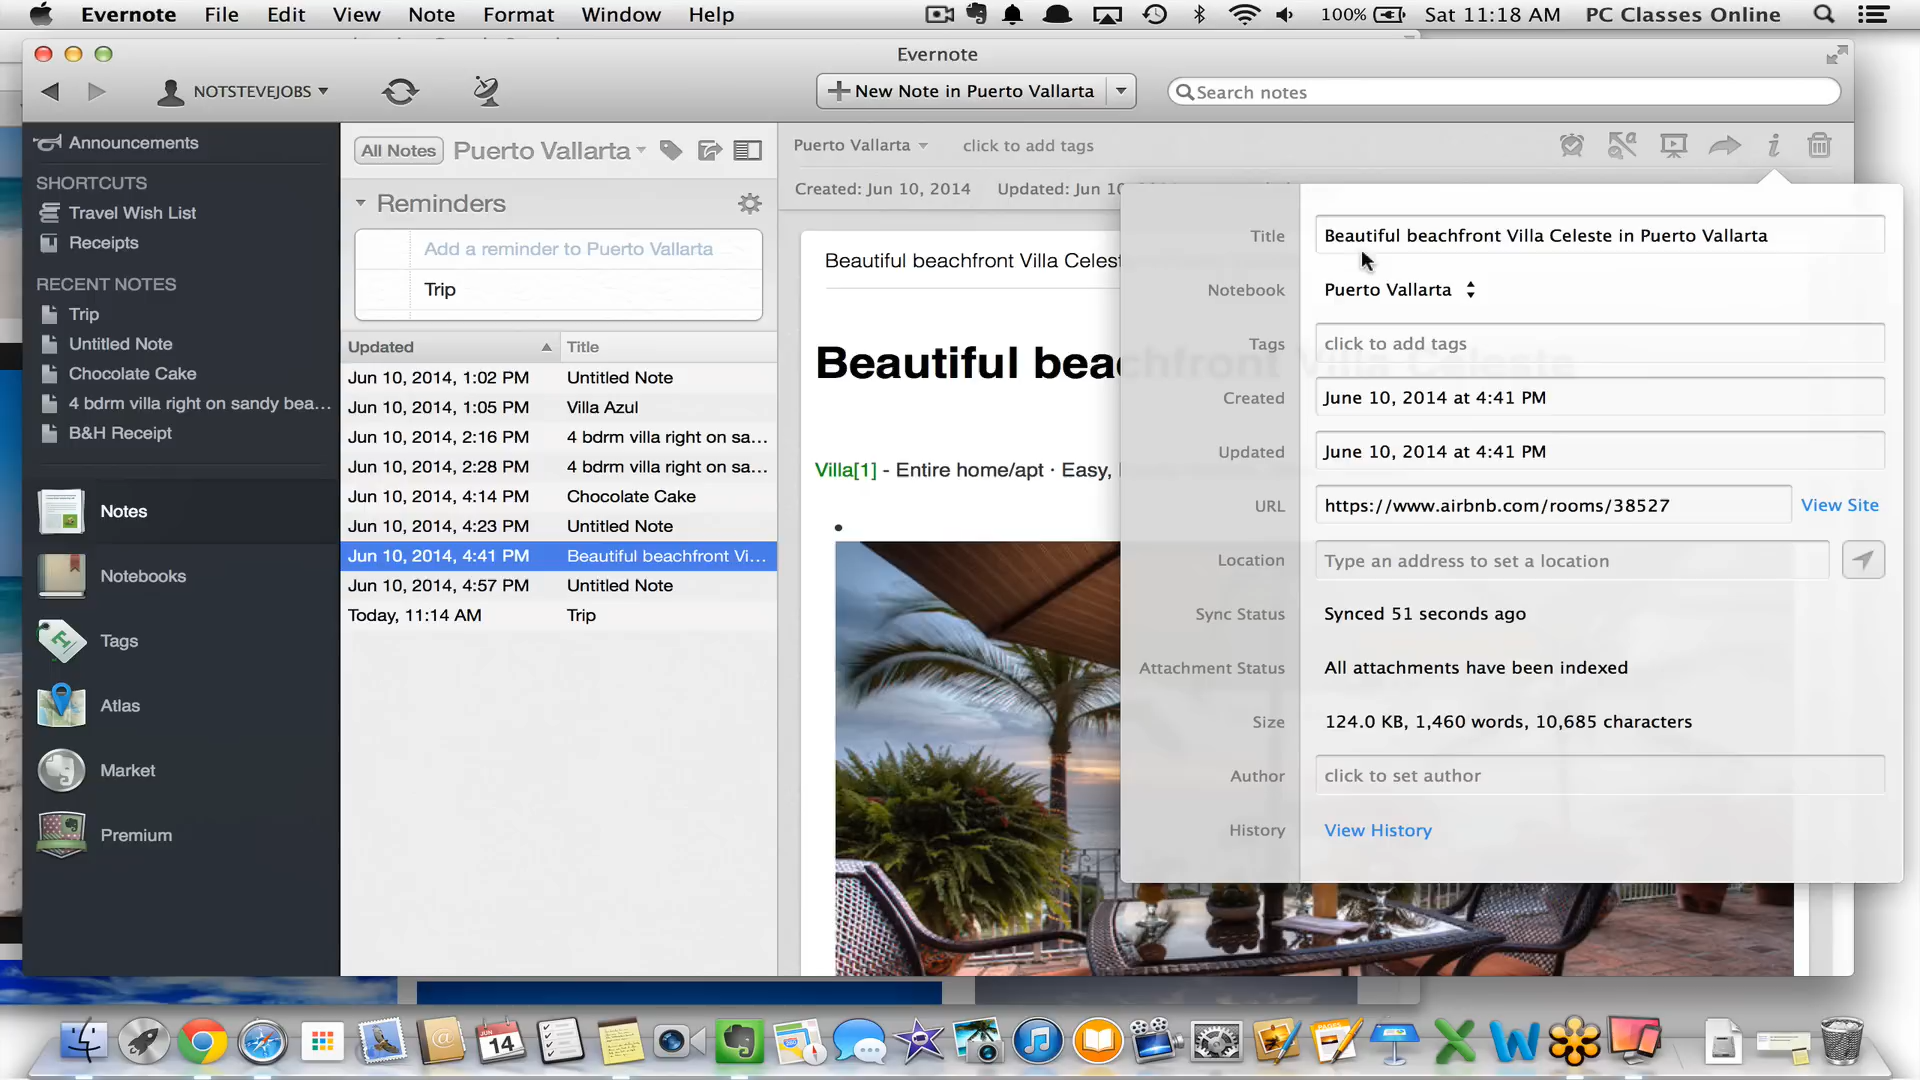 Evernote File Edit View Note Format Window Help 100% Sat 11:18 AM PC Classes Online
Evernote
NOTSTEVEJOBS
New Note in Puerto Vallarta
Search notes
Announcements
SHORTCUTS
Travel Wish List
Receipts
RECENT NOTES
Trip
Untitled Note
Chocolate Cake
4 bdrm villa right on sandy bea...
B&H Receipt
Notes
Notebooks
Tags
Atlas
Market
Premium
All Notes Puerto Vallarta
Reminders
Add a reminder to Puerto Vallarta
Trip
Updated Title
Jun 10, 2014, 1:02 PM Untitled Note
Jun 10, 2014, 1:05 PM Villa Azul
Jun 10, 2014, 2:16 PM 4 bdrm villa right on sa...
Jun 10, 2014, 2:28 PM 4 bdrm villa right on sa...
Jun 10, 2014, 4:14 PM Chocolate Cake
Jun 10, 2014, 4:23 PM Untitled Note
Jun 10, 2014, 4:41 PM Beautiful beachfront Vi...
Jun 10, 2014, 4:57 PM Untitled Note
Today, 11:14 AM Trip
Puerto Vallarta click to add tags
Created: Jun 10, 2014 Updated: Jun 10
Beautiful beachfront Villa Celest
Beautiful beachfront Villa Celeste
Villa[1] - Entire home/apt · Easy,
Title Beautiful beachfront Villa Celeste in Puerto Vallarta
Notebook Puerto Vallarta
Tags click to add tags
Created June 10, 2014 at 4:41 PM
Updated June 10, 2014 at 4:41 PM
URL https://www.airbnb.com/rooms/38527 View Site
Location Type an address to set a location
Sync Status Synced 51 seconds ago
Attachment Status All attachments have been indexed
Size 124.0 KB, 1,460 words, 10,685 characters
Author click to set author
History View History
JUN
14
PAGES